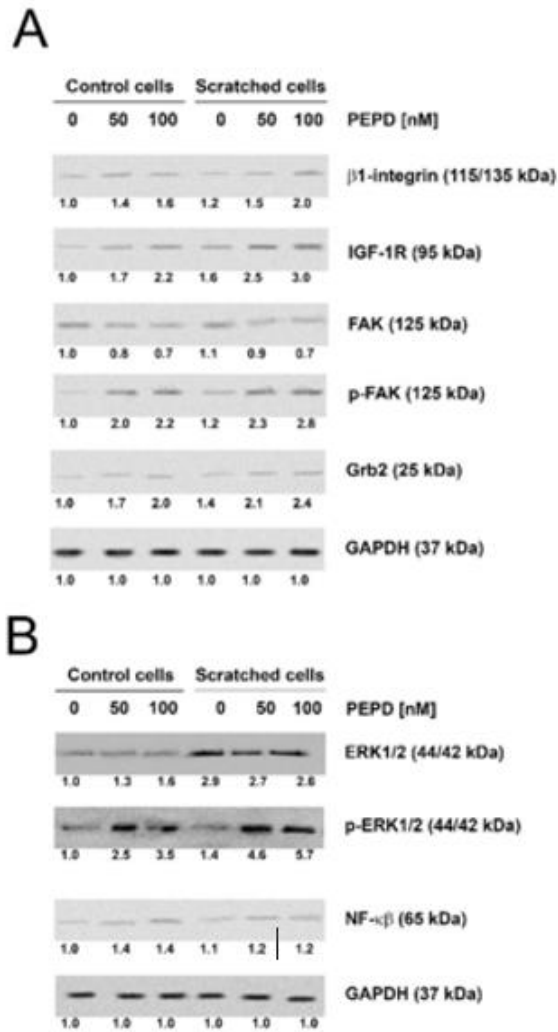 A
Control cells Scratched cells
0 50 100 0 50 100 PEPD [nM]
β1-integrin (115/135 kDa)
1.0 1.4 1.6 1.2 1.5 2.0
IGF-1R (95 kDa)
1.0 1.7 2.2 1.6 2.5 3.0
FAK (125 kDa)
1.0 0.8 0.7 1.1 0.9 0.7
p-FAK (125 kDa)
1.0 2.0 2.2 1.2 2.3 2.8
Grb2 (25 kDa)
1.0 1.7 2.0 1.4 2.1 2.4
GAPDH (37 kDa)
1.0 1.0 1.0 1.0 1.0 1.0
B
Control cells Scratched cells
0 50 100 0 50 100 PEPD [nM]
ERK1/2 (44/42 kDa)
1.0 1.3 1.6 2.9 2.7 2.6
p-ERK1/2 (44/42 kDa)
1.0 2.5 3.5 1.4 4.6 5.7
NF-κβ (65 kDa)
1.0 1.4 1.4 1.1 1.2 1.2
GAPDH (37 kDa)
1.0 1.0 1.0 1.0 1.0 1.0